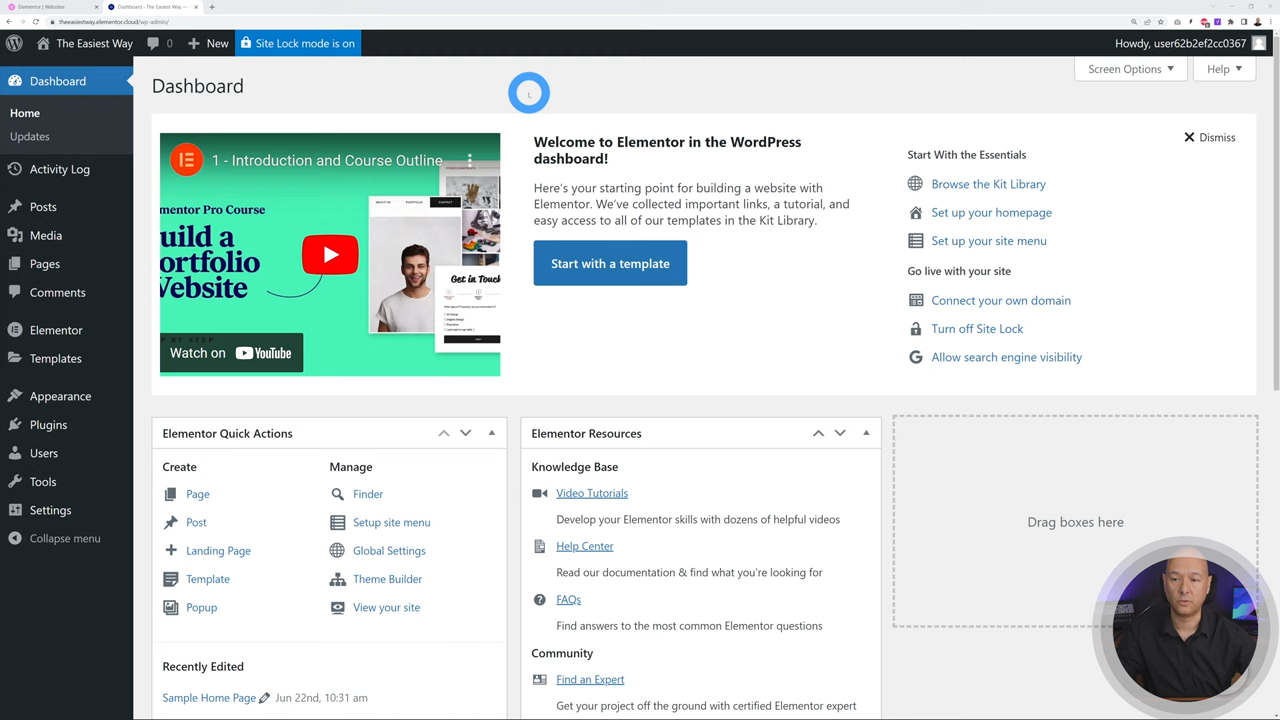 Elementor | Websites
Dashboard ‹ The Easiest Way —
theeasiestway.elementor.cloud/wp-admin/
The Easiest Way
0
New
Site Lock mode is on
Howdy, user62b2ef2cc0367
Dashboard
Home
Updates
Activity Log
Posts
Media
Pages
Comments
Elementor
Templates
Appearance
Plugins
Users
Tools
Settings
Collapse menu
Dashboard
Screen Options
Help
Dismiss
1 - Introduction and Course Outline
ementor Pro Course
uild a
ortfolio
Website
Get in Touch
Watch on YouTube
Welcome to Elementor in the WordPress
dashboard!
Here's your starting point for building a website with
Elementor. We've collected important links, a tutorial, and
easy access to all of our templates in the Kit Library.
Start with a template
Start With the Essentials
Browse the Kit Library
Set up your homepage
Set up your site menu
Go live with your site
Connect your own domain
Turn off Site Lock
Allow search engine visibility
Elementor Quick Actions
Create
Page
Post
Landing Page
Template
Popup
Manage
Finder
Setup site menu
Global Settings
Theme Builder
View your site
Recently Edited
Sample Home Page Jun 22nd, 10:31 am
Elementor Resources
Knowledge Base
Video Tutorials
Develop your Elementor skills with dozens of helpful videos
Help Center
Read our documentation & find what you're looking for
FAQs
Find answers to the most common Elementor questions
Community
Find an Expert
Get your project off the ground with certified Elementor expert
Drag boxes here